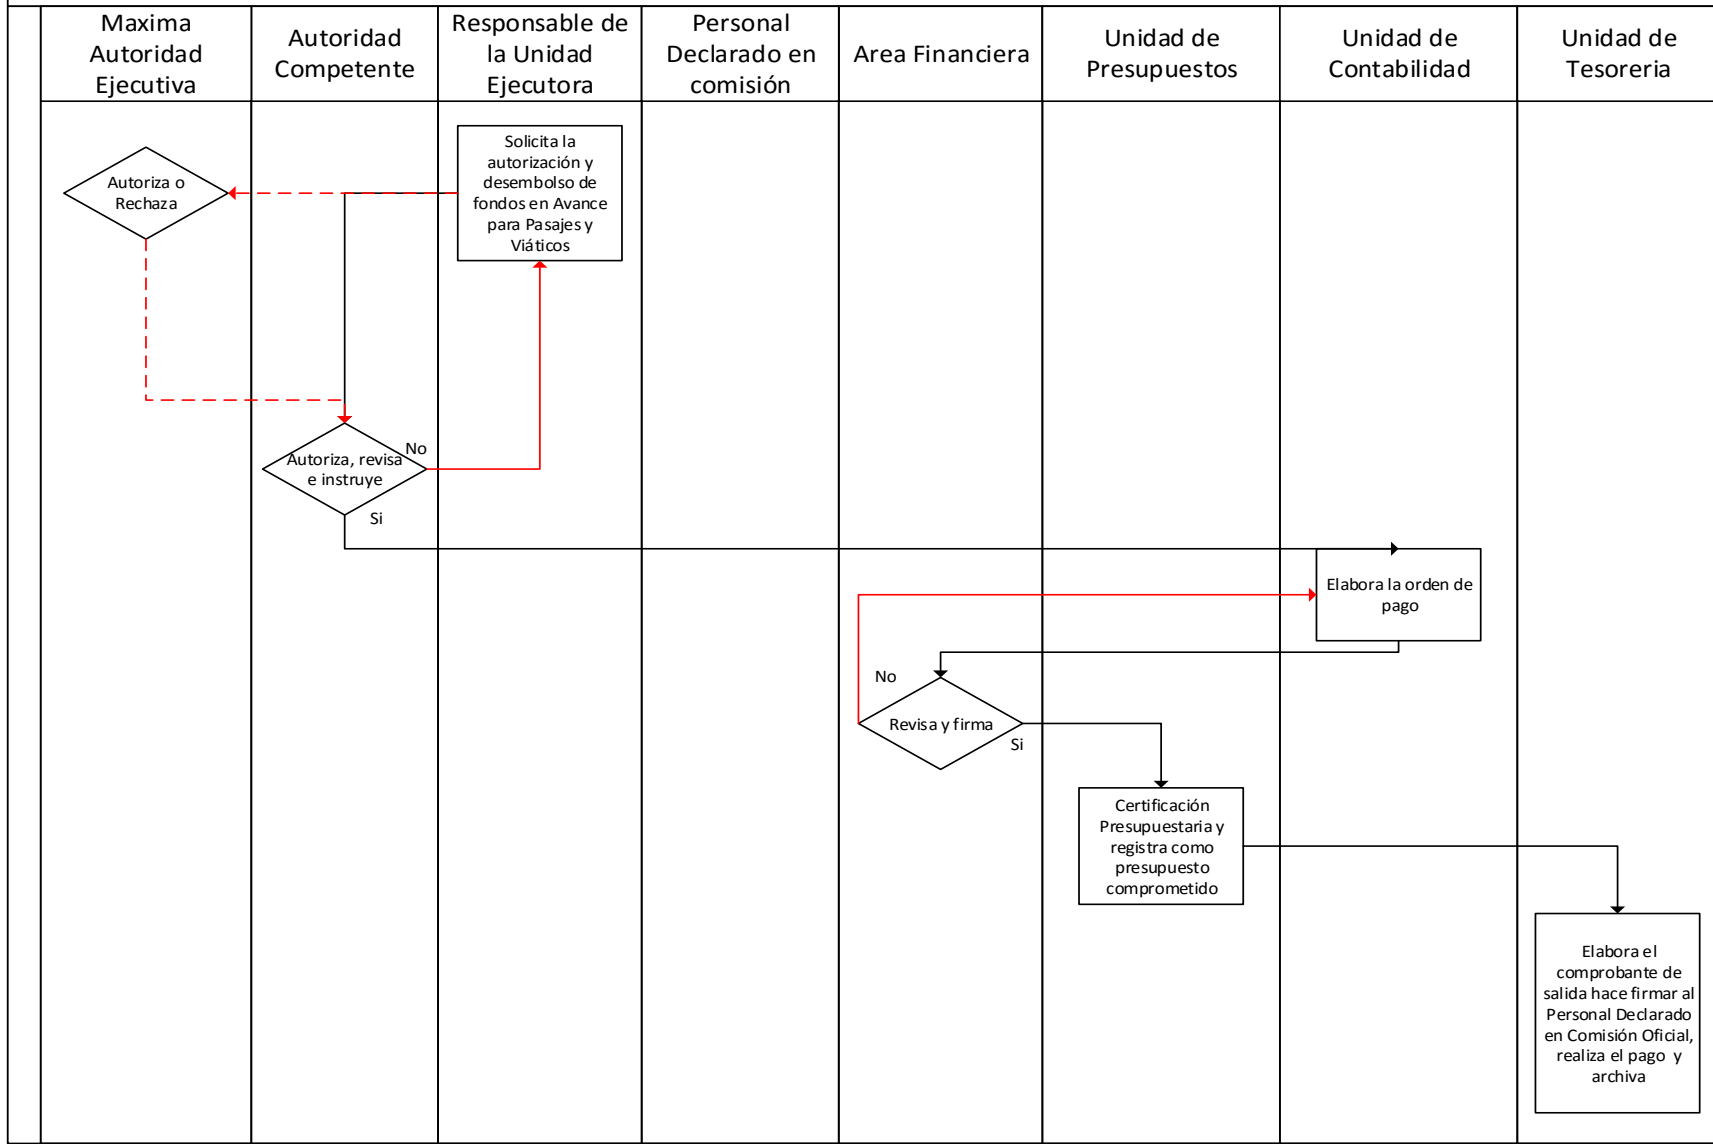 Maxima
Autoridad
Ejecutiva
Autoridad
Competente
Responsable de
la Unidad
Ejecutora
Personal
Declarado en
comisión
Area Financiera
Unidad de
Presupuestos
Unidad de
Contabilidad
Unidad de
Tesoreria
Solicita la
autorización y
desembolso de
fondos en Avance
para Pasajes y
Viáticos
Autoriza o
Rechaza
Autoriza, revisa
e instruye
No
Si
Elabora la orden de
pago
No
Revisa y firma
Si
Certificación
Presupuestaria y
registra como
presupuesto
comprometido
Elabora el
comprobante de
salida hace firmar al
Personal Declarado
en Comisión Oficial,
realiza el pago y
archiva